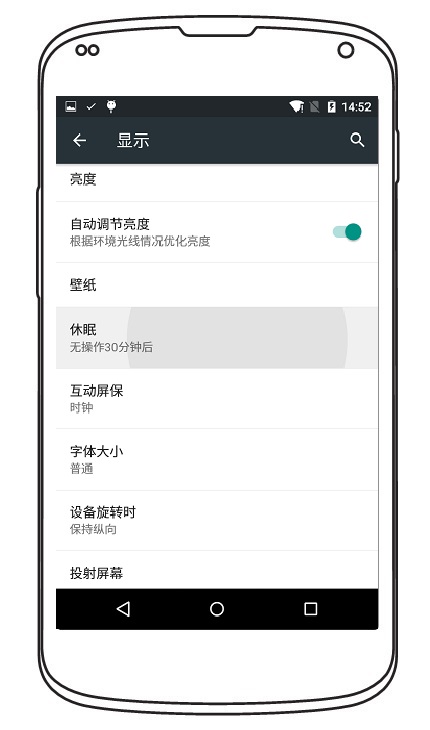 14:52
显示
亮度
自动调节亮度
根据环境光线情况优化亮度
壁纸
休眠
无操作30分钟后
互动屏保
时钟
字体大小
普通
设备旋转时
保持纵向
投射屏幕